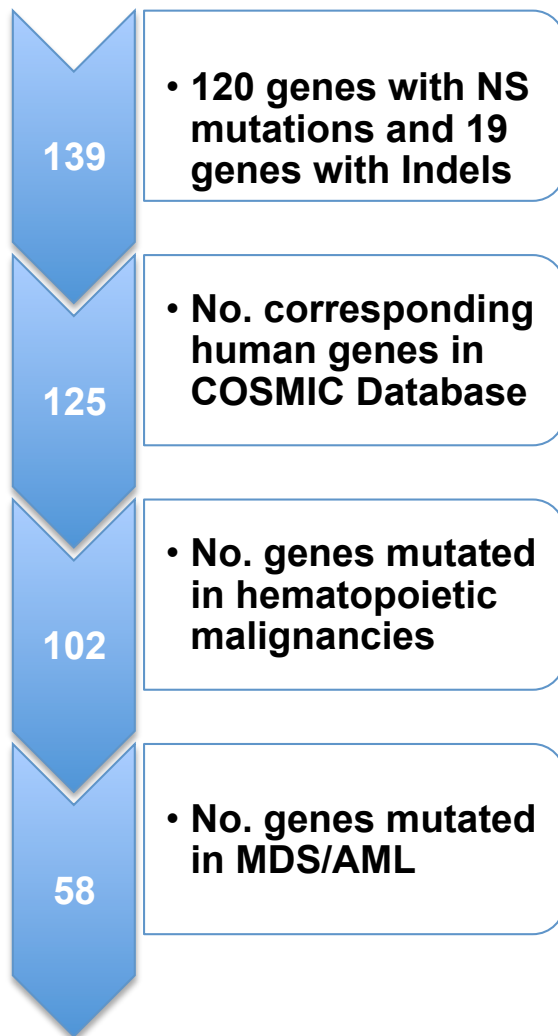 139
• 120 genes with NS
mutations and 19
genes with Indels
125
• No. corresponding
human genes in
COSMIC Database
102
• No. genes mutated
in hematopoietic
malignancies
58
• No. genes mutated
in MDS/AML